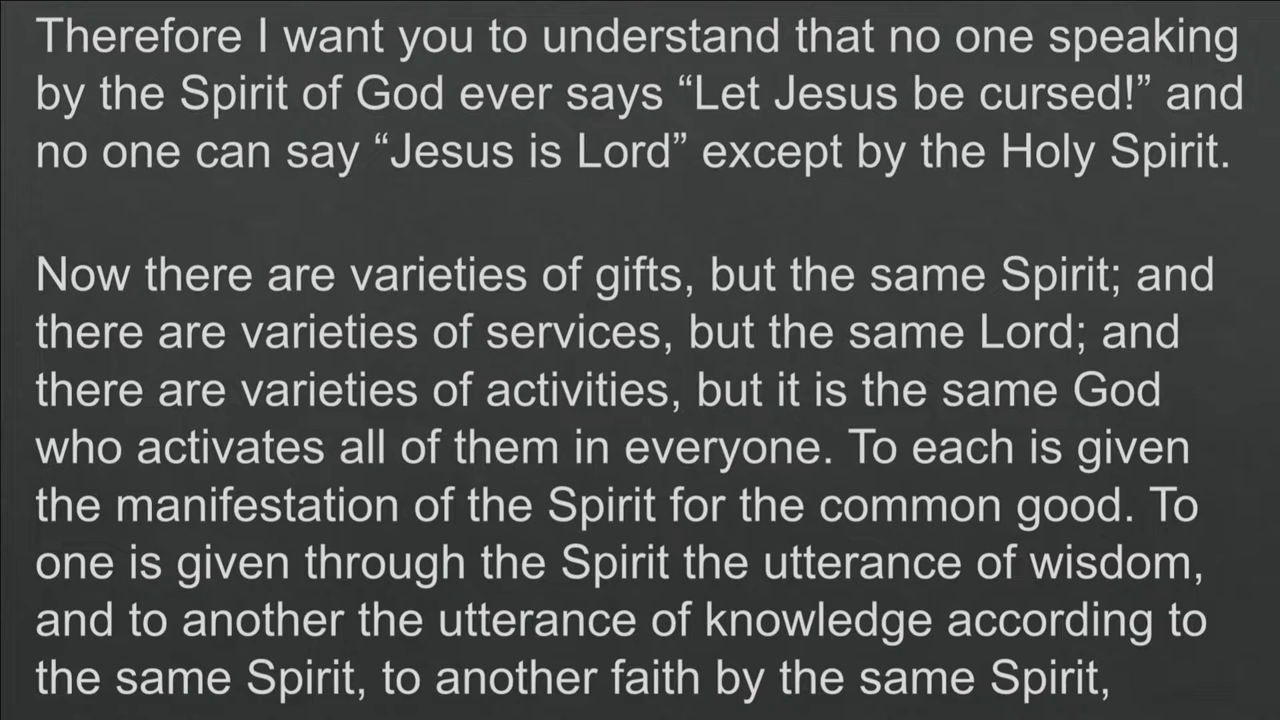 Therefore I want you to understand that no one speaking
by the Spirit of God ever says “Let Jesus be cursed!” and
no one can say “Jesus is Lord” except by the Holy Spirit.
Now there are varieties of gifts, but the same Spirit; and
there are varieties of services, but the same Lord; and
there are varieties of activities, but it is the same God
who activates all of them in everyone. To each is given
the manifestation of the Spirit for the common good. To
one is given through the Spirit the utterance of wisdom,
and to another the utterance of knowledge according to
the same Spirit, to another faith by the same Spirit,